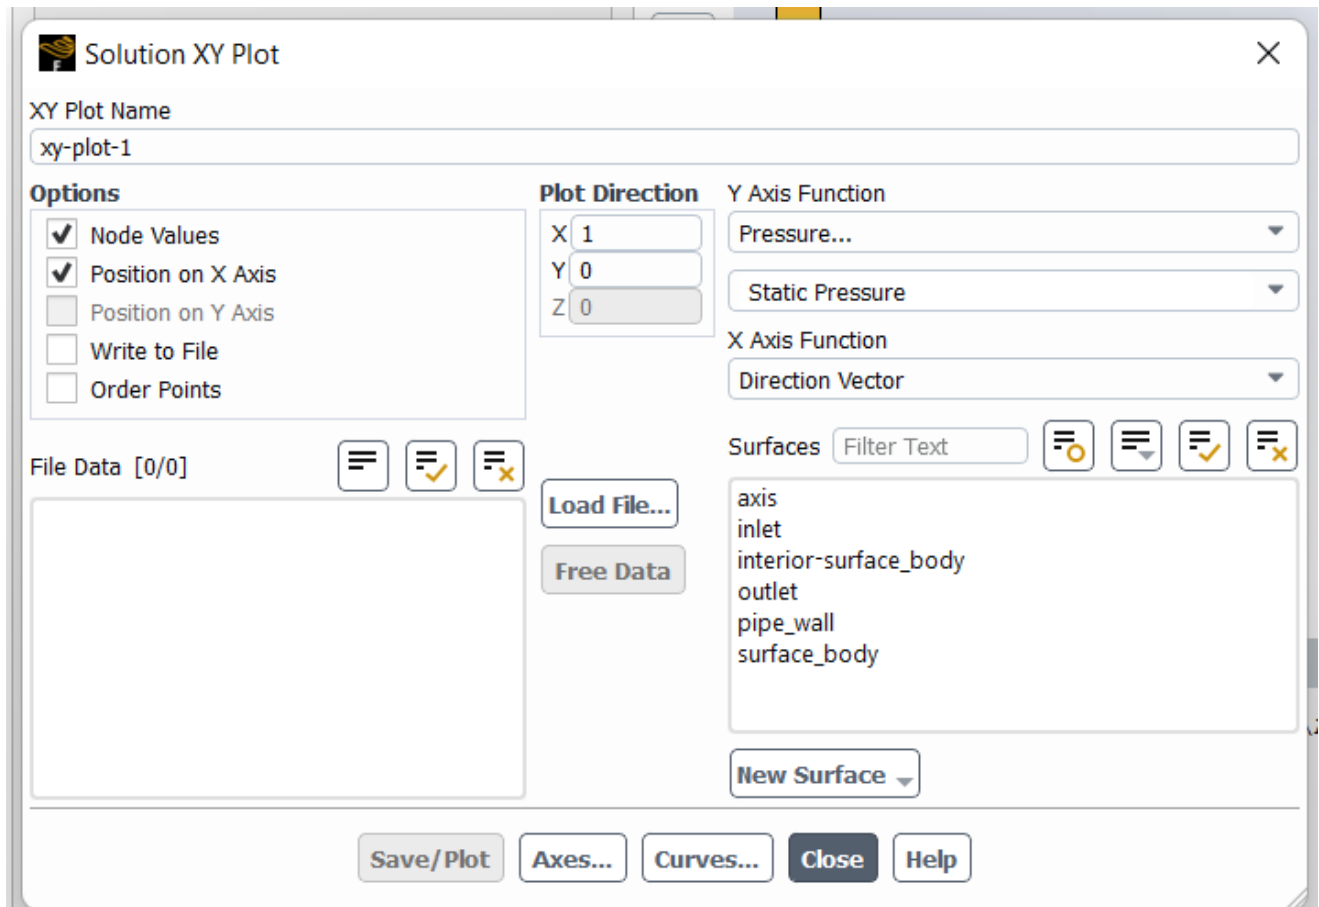 Solution XY Plot
XY Plot Name
xy-plot-1
Options
Node Values
Position on X Axis
Position on Y Axis
Write to File
Order Points
Plot Direction
X 1
Y 0
Z 0
Y Axis Function
Pressure...
Static Pressure
X Axis Function
Direction Vector
File Data [0/0]
Load File...
Free Data
Surfaces Filter Text
axis
inlet
interior-surface_body
outlet
pipe_wall
surface_body
New Surface
Save/Plot Axes... Curves... Close Help